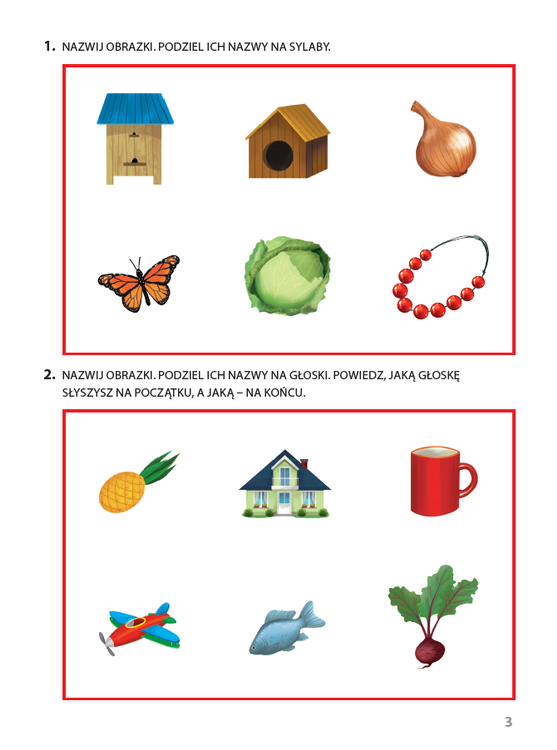 1. NAZWIJ OBRAZKI. PODZIEL ICH NAZWY NA SYLABY.
2. NAZWIJ OBRAZKI. PODZIEL ICH NAZWY NA GŁOSKI. POWIEDZ, JAKĄ GŁOSKĘ
SŁYSZYSZ NA POCZĄTKU, A JAKĄ – NA KOŃCU.
3